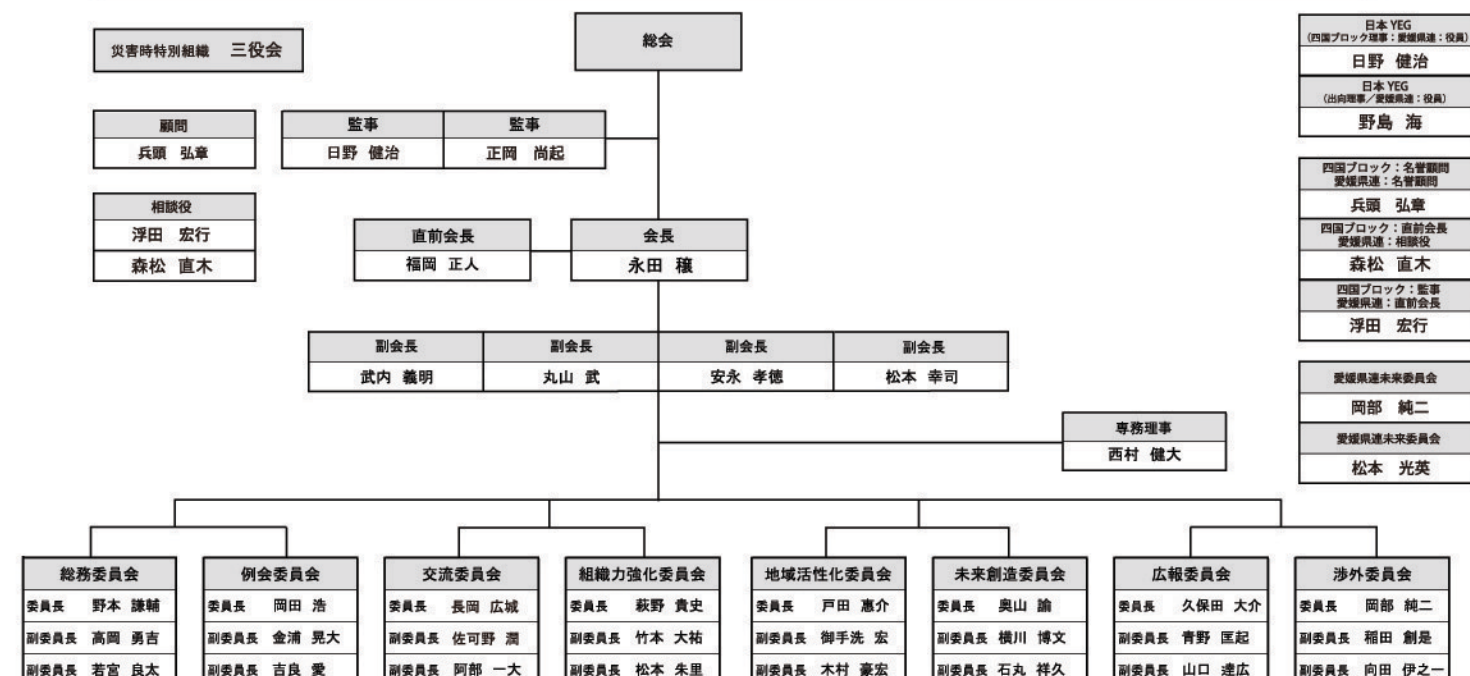 災害時特別組織 三役会
総会
顧問
兵頭 弘章
監事 監事
日野 健治 正岡 尚起
相談役
浮田 宏行
森松 直木
直前会長
福岡 正人
会長
永田 穣
副会長 副会長 副会長 副会長
武内 義明 丸山 武 安永 孝徳 松本 幸司
専務理事
西村 健大
日本 YEG
(四国ブロック理事:愛媛県連:役員)
日野 健治
日本 YEG
(出向理事/愛媛県連:役員)
野島 海
四国ブロック:名誉顧問
愛媛県連:名誉顧問
兵頭 弘章
四国ブロック:直前会長
愛媛県連:相談役
森松 直木
四国ブロック:監事
愛媛県連:直前会長
浮田 宏行
愛媛県連未来委員会
岡部 純二
愛媛県連未来委員会
松本 光英
総務委員会
委員長 野本 謙輔
副委員長 高岡 勇吉
副委員長 若宮 良太
例会委員会
委員長 岡田 浩
副委員長 金浦 晃大
副委員長 吉良 愛
交流委員会
委員長 長岡 広城
副委員長 佐可野 潤
副委員長 阿部 一大
組織力強化委員会
委員長 萩野 貴史
副委員長 竹本 大祐
副委員長 松本 朱里
地域活性化委員会
委員長 戸田 惠介
副委員長 御手洗 宏
副委員長 木村 豪宏
未来創造委員会
委員長 奥山 諭
副委員長 横川 博文
副委員長 石丸 祥久
広報委員会
委員長 久保田 大介
副委員長 青野 匡起
副委員長 山口 達広
渉外委員会
委員長 岡部 純二
副委員長 稲田 創是
副委員長 向田 伊之一